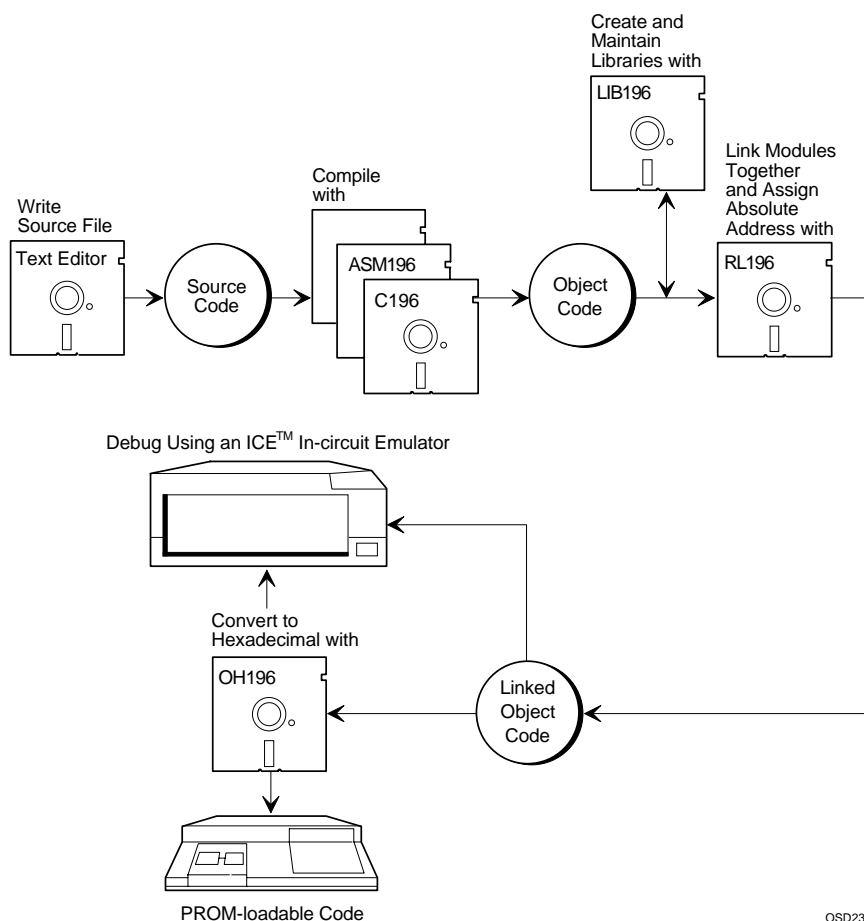 Create and
Maintain
Libraries with
LIB196
Link Modules
Together
and Assign
Absolute
Address with
RL196
Compile
with
ASM196
C196
Write
Source File
Text Editor
Source
Code
Object
Code
Debug Using an ICE™ In-circuit Emulator
Convert to
Hexadecimal with
OH196
Linked
Object
Code
PROM-loadable Code
OSD23